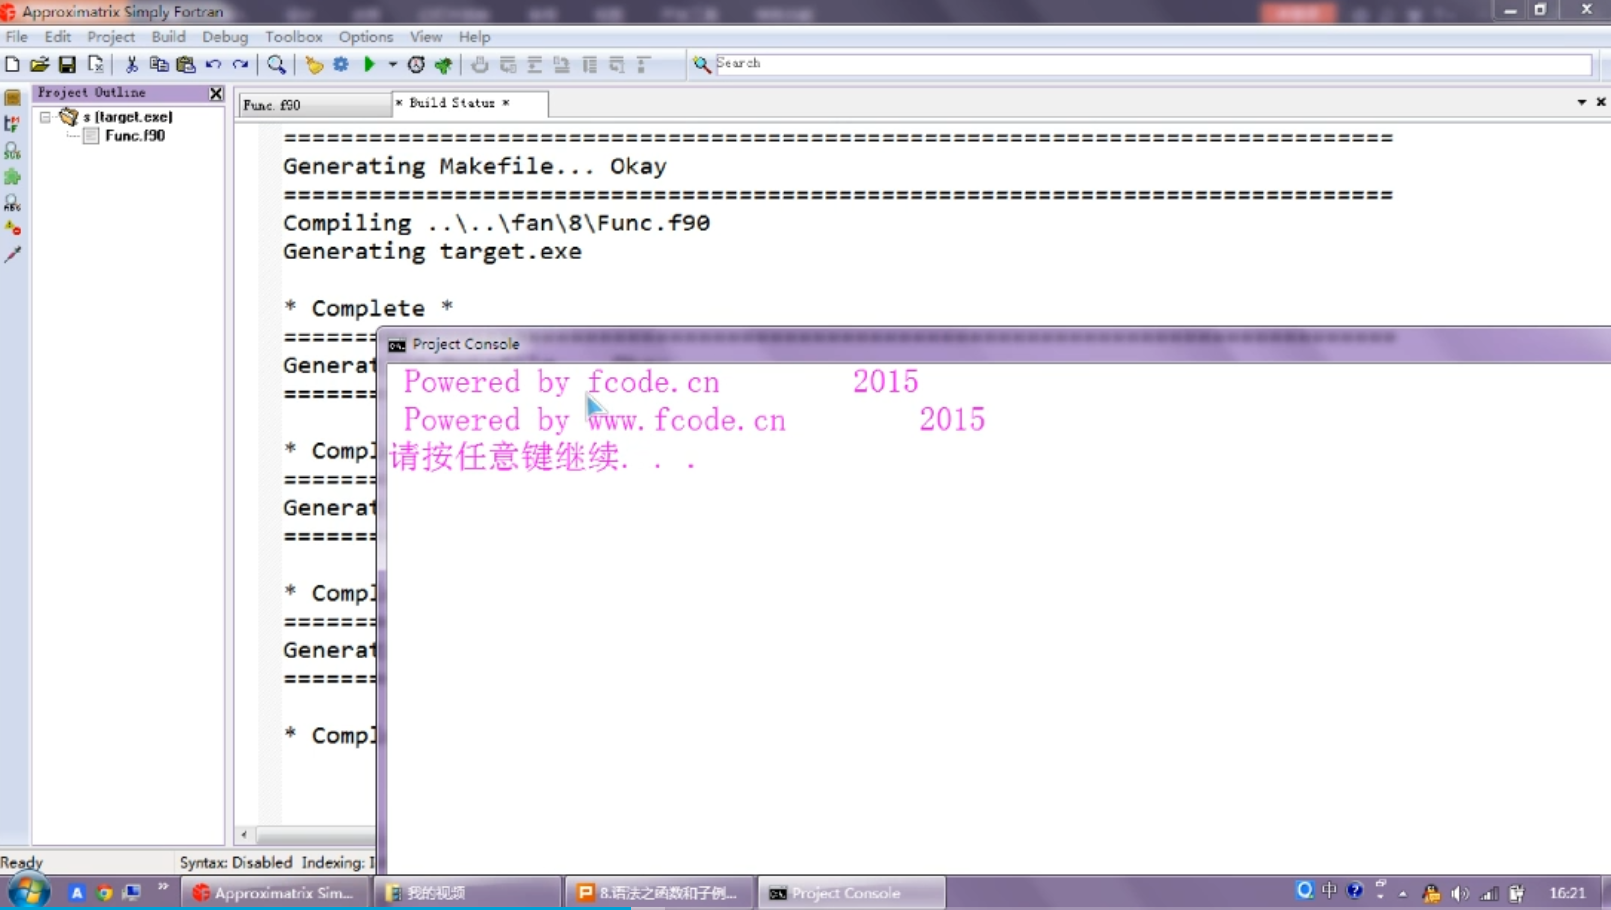 Approximatrix Simply Fortran
File Edit Project Build Debug Toolbox Options View Help
Search
Project Outline
Func.f90
* Build Status *
s (target.exe)
Func.f90
==============================================================================
Generating Makefile... Okay
==============================================================================
Compiling ..\..\fan\8\Func.f90
Generating target.exe
* Complete *
Project Console
Generat
Powered by fcode.cn 2015
Powered by www.fcode.cn 2015
* Compl
请按任意键继续. . .
=======
Generat
=======
* Compl
=======
Generat
=======
* Compl
Ready
Syntax: Disabled Indexing: I
Approximatrix Sim...
我的视频
8.语法之函数和子例...
Project Console
中
16:21